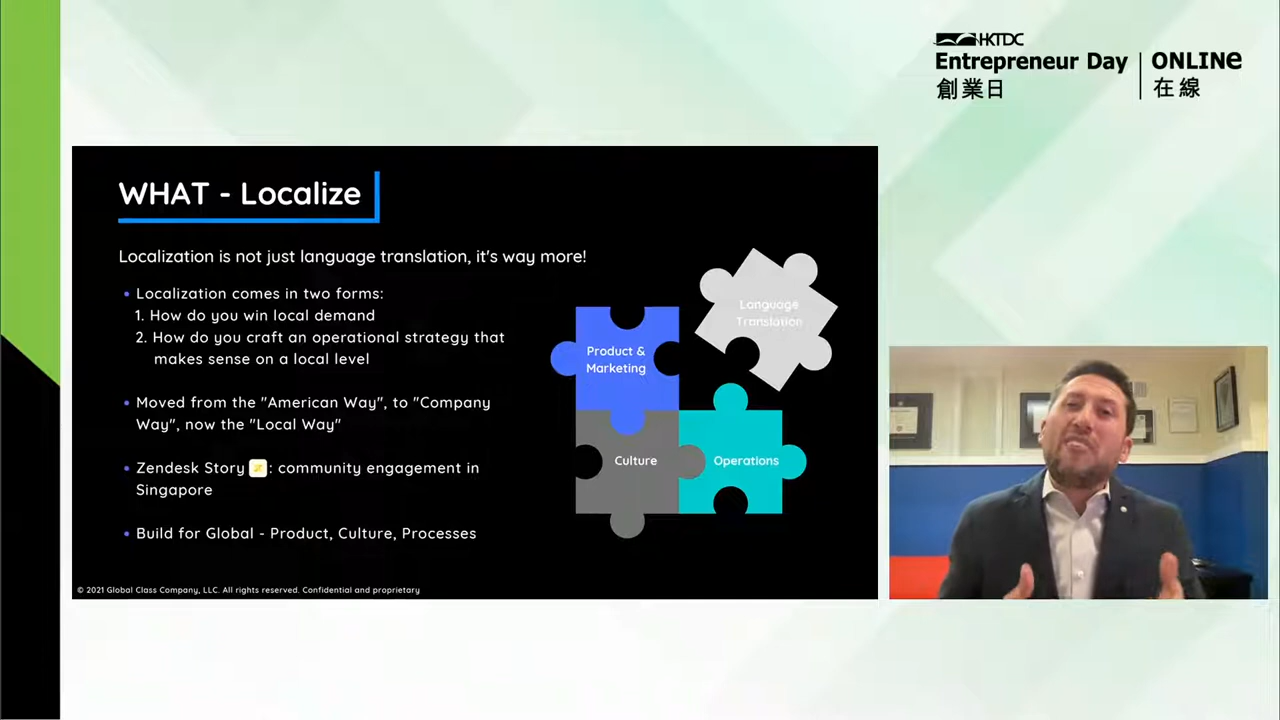 HKTDC
Entrepreneur Day
創業日
ONLINe
在線
WHAT - Localize
Localization is not just language translation, it's way more!
• Localization comes in two forms:
1. How do you win local demand
2. How do you craft an operational strategy that
makes sense on a local level
• Moved from the "American Way", to "Company
Way", now the "Local Way"
• Zendesk Story : community engagement in
Singapore
• Build for Global - Product, Culture, Processes
Language
Translation
Product &
Marketing
Culture
Operations
© 2021 Global Class Company, LLC. All rights reserved. Confidential and proprietary